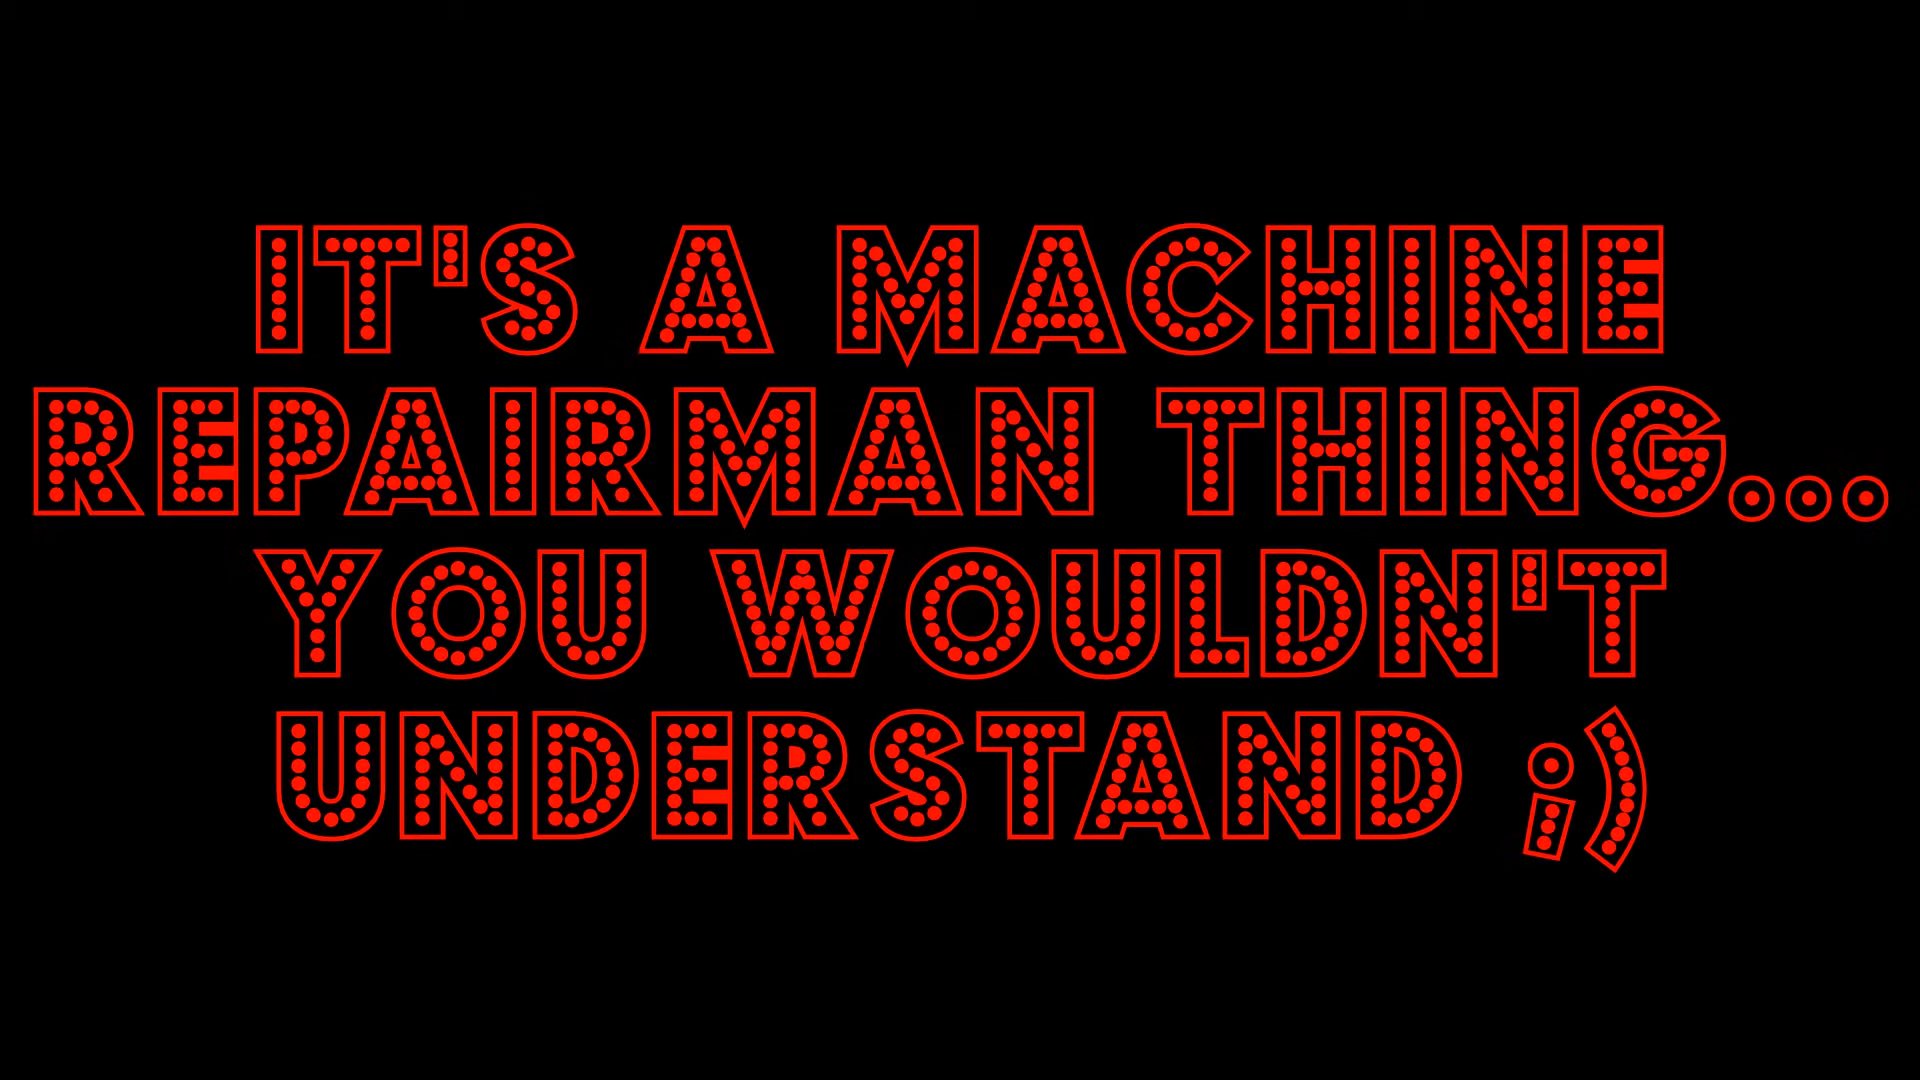 IT'S A MACHINE
REPAIRMAN THING...
YOU WOULDN'T
UNDERSTAND ;)